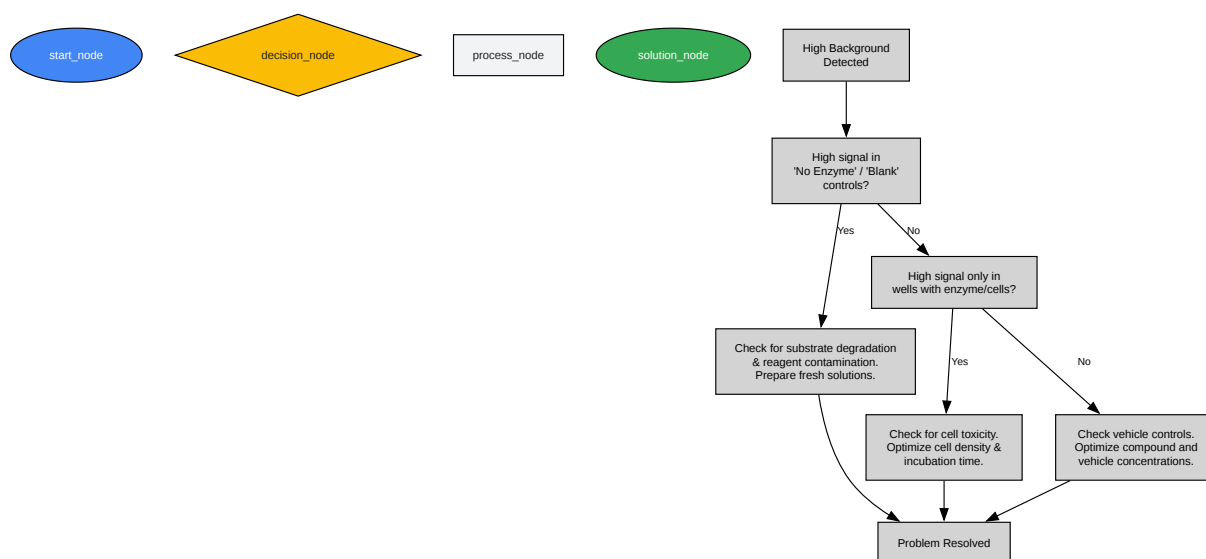 start_node
decision_node
process_node
solution_node
High Background
Detected
High signal in
'No Enzyme' / 'Blank'
controls?
Yes
No
High signal only in
wells with enzyme/cells?
Check for substrate degradation
& reagent contamination.
Prepare fresh solutions.
Yes
No
Check for cell toxicity.
Optimize cell density &
incubation time.
Check vehicle controls.
Optimize compound and
vehicle concentrations.
Problem Resolved